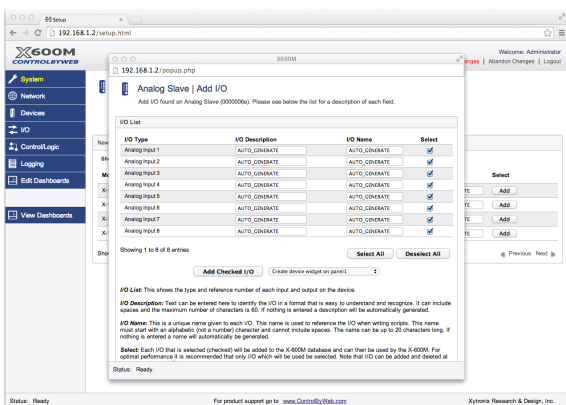 Setup
192.168.1.2/setup.html
X600M
CONTROLBYWEB
Welcome: Administrator
anges | Abandon Changes | Logout
System
Network
Devices
I/O
Control/Logic
Logging
Edit Dashboards
View Dashboards
X600M
192.168.1.2/popup.php
Analog Slave | Add I/O
Add I/O found on Analog Slave (0000006e). Please see below the list for a description of each field.
I/O List
I/O Type I/O Description I/O Name Select
Analog Input 1 AUTO_GENERATE AUTO_GENERATE
Analog Input 2 AUTO_GENERATE AUTO_GENERATE
Analog Input 3 AUTO_GENERATE AUTO_GENERATE
Analog Input 4 AUTO_GENERATE AUTO_GENERATE
Analog Input 5 AUTO_GENERATE AUTO_GENERATE
Analog Input 6 AUTO_GENERATE AUTO_GENERATE
Analog Input 7 AUTO_GENERATE AUTO_GENERATE
Analog Input 8 AUTO_GENERATE AUTO_GENERATE
Showing 1 to 8 of 8 entries
Select All Deselect All
Add Checked I/O Create device widget on panel1
I/O List: This shows the type and reference number of each input and output on the device.
I/O Description: Text can be entered here to identify the I/O in a format that is easy to understand and recognize. It can include
spaces and the maximum number of characters is 60. If nothing is entered a description will be automatically generated.
I/O Name: This is a unique name given to each I/O. This name is used to reference the I/O when writing scripts. This name
must start with an alphabetic (not a number) character and cannot include spaces. The name can be up to 20 characters long. If
nothing is entered a name will automatically be generated.
Select: Each I/O that is selected (checked) will be added to the X-600M database and can then be used by the X-600M. For
optimal performance it is recommended that only I/O which will be used be selected. Note that I/O can be added and deleted at
Status: Ready.
New
Sho
Mo
X-
X-
X-
X-
Sho
Select
TE Add
TE Add
TE Add
TE Add
Previous Next
Status: Ready
For product support go to www.ControlByWeb.com
Xytronix Research & Design, Inc.